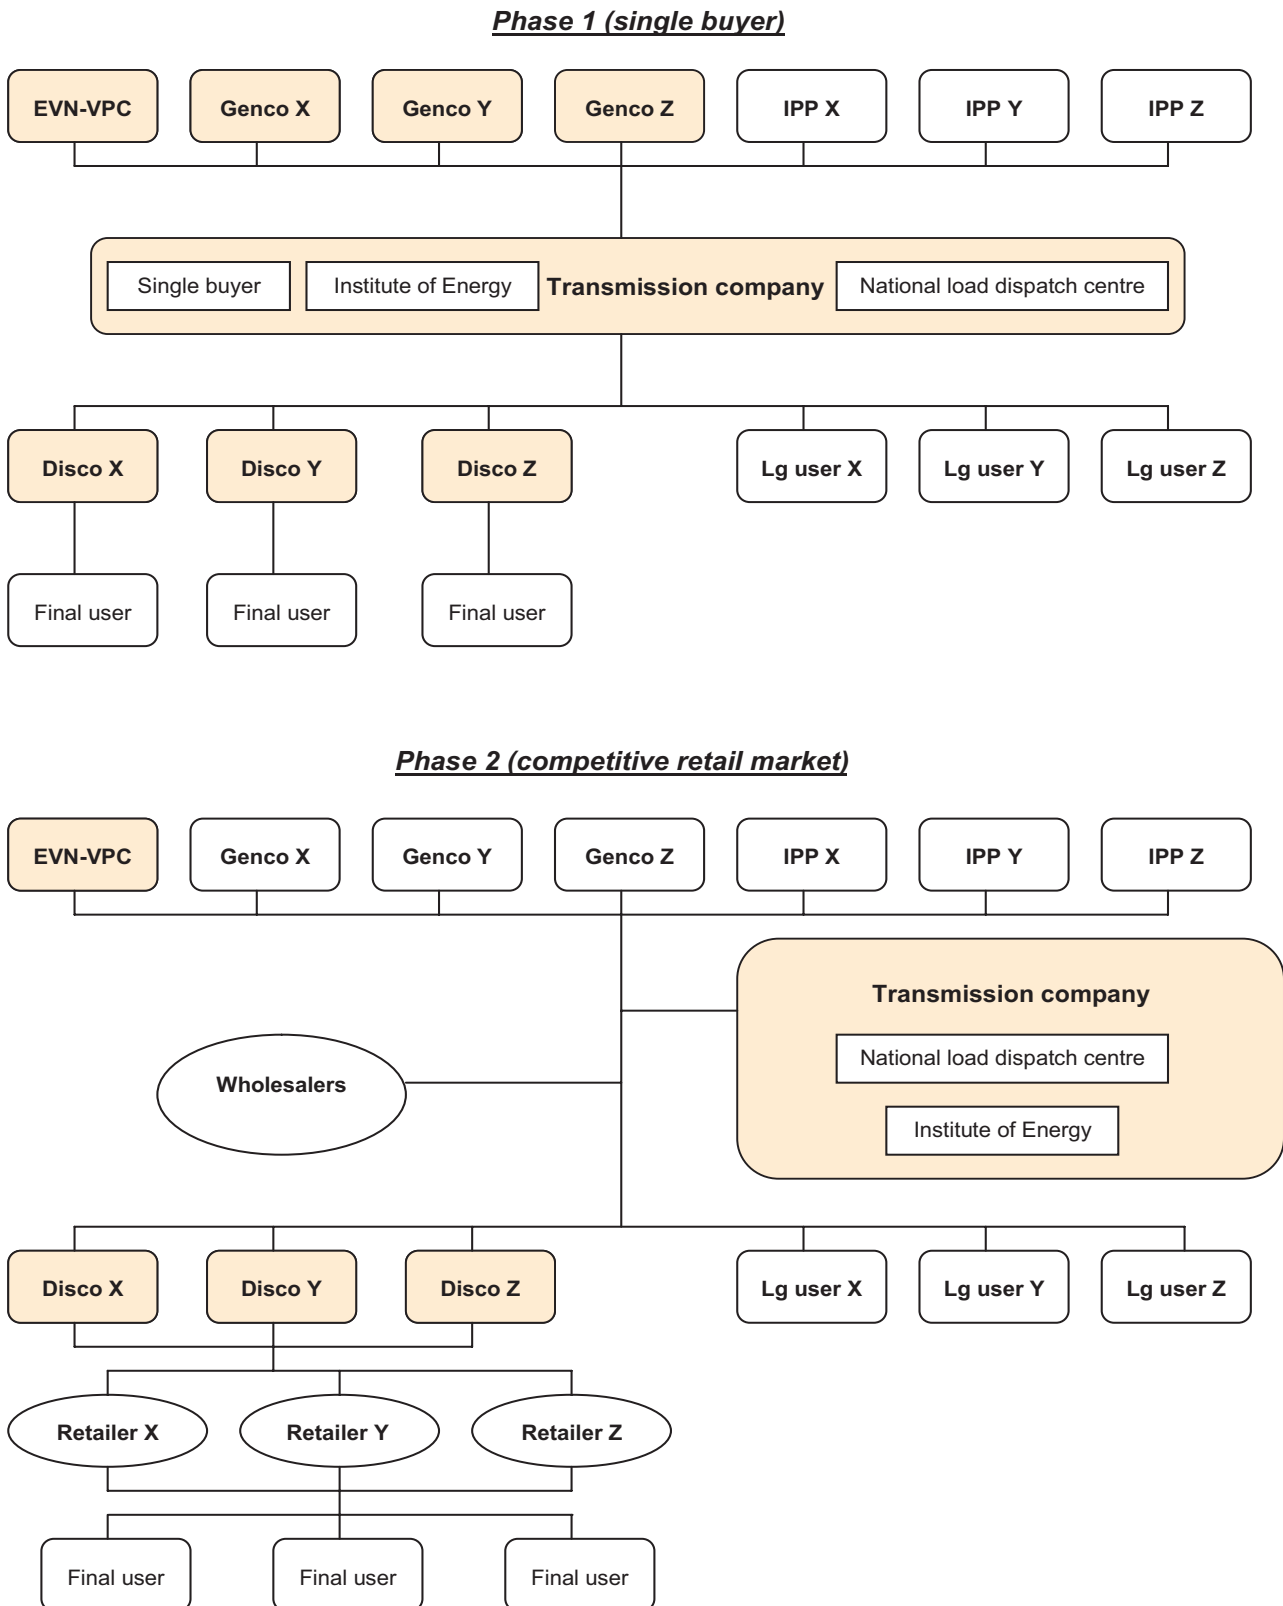 Phase 1 (single buyer)
EVN-VPC Genco X Genco Y Genco Z IPP X IPP Y IPP Z
Single buyer Institute of Energy Transmission company National load dispatch centre
Disco X Disco Y Disco Z Lg user X Lg user Y Lg user Z
Final user Final user Final user
Phase 2 (competitive retail market)
EVN-VPC Genco X Genco Y Genco Z IPP X IPP Y IPP Z
Transmission company
National load dispatch centre
Wholesalers
Institute of Energy
Disco X Disco Y Disco Z Lg user X Lg user Y Lg user Z
Retailer X Retailer Y Retailer Z
Final user Final user Final user